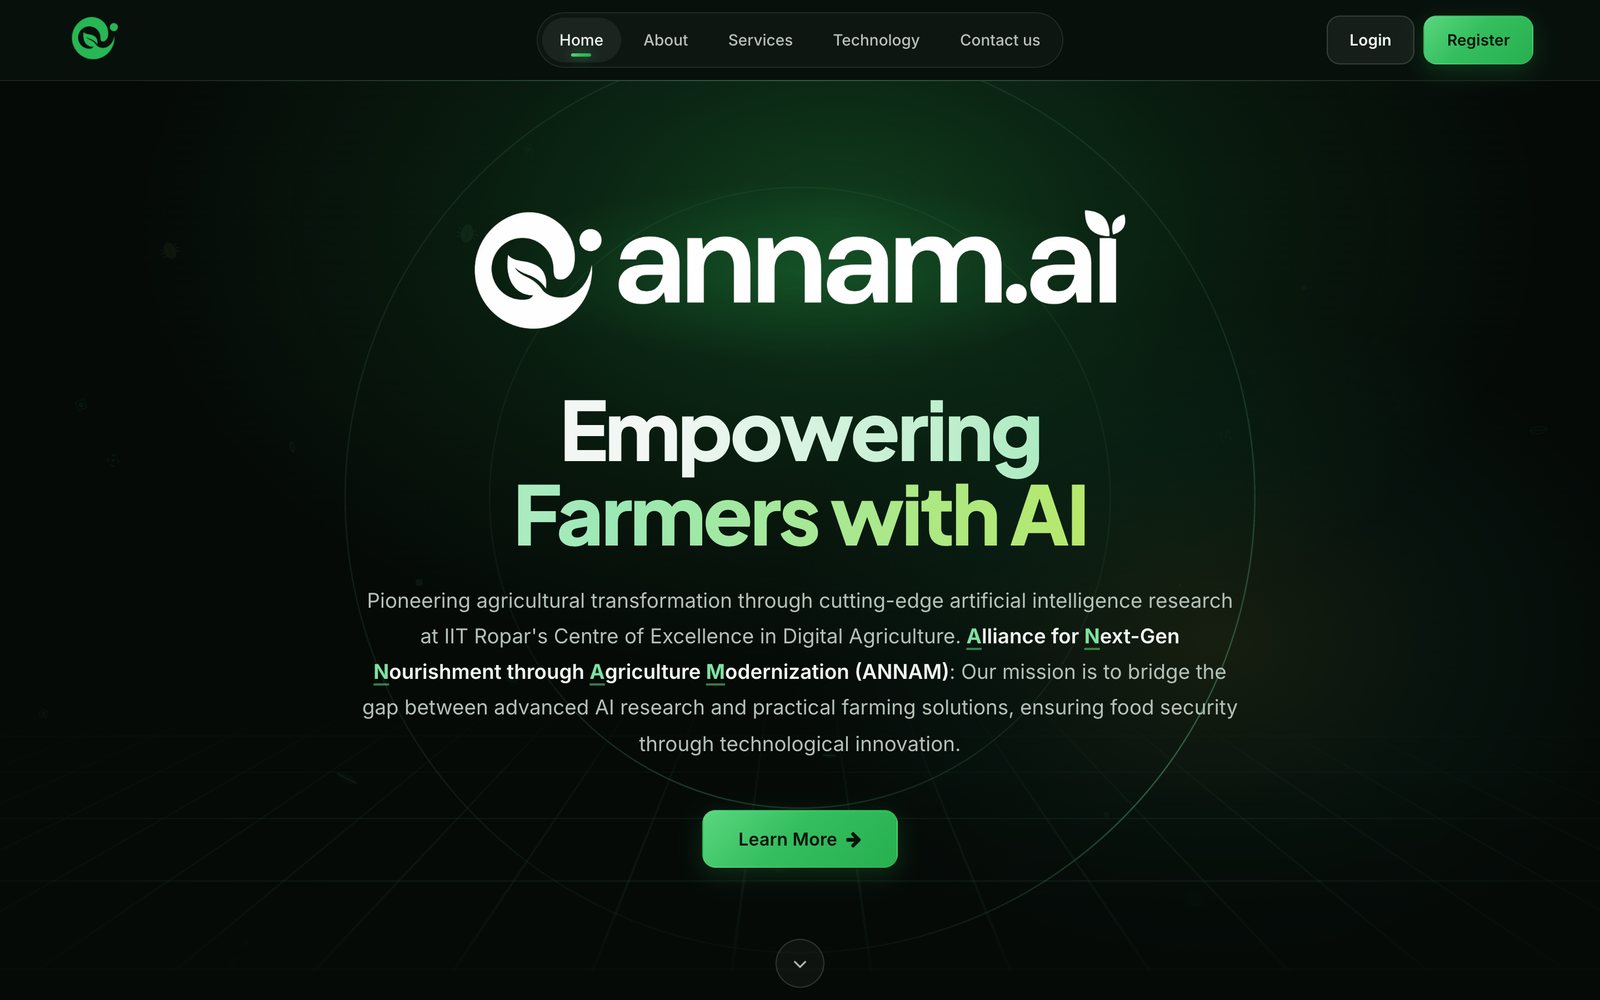 Home
About
Services
Technology
Contact us
Login
Register
annam.ai
Empowering
Farmers with AI
Pioneering agricultural transformation through cutting-edge artificial intelligence research
at IIT Ropar's Centre of Excellence in Digital Agriculture. Alliance for Next-Gen
Nourishment through Agriculture Modernization (ANNAM): Our mission is to bridge the
gap between advanced AI research and practical farming solutions, ensuring food security
through technological innovation.
Learn More